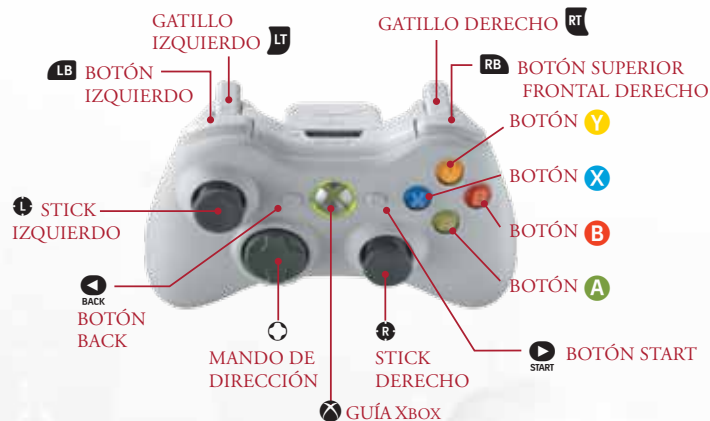 GATILLO
IZQUIERDO LT
GATILLO DERECHO RT
LB BOTÓN
IZQUIERDO
RB BOTÓN SUPERIOR
FRONTAL DERECHO
BOTÓN Y
BOTÓN X
L STICK
IZQUIERDO
BOTÓN B
BOTÓN A
BACK
BOTÓN
BACK
MANDO DE
DIRECCIÓN
R
STICK
DERECHO
START
BOTÓN START
GUÍA XBOX